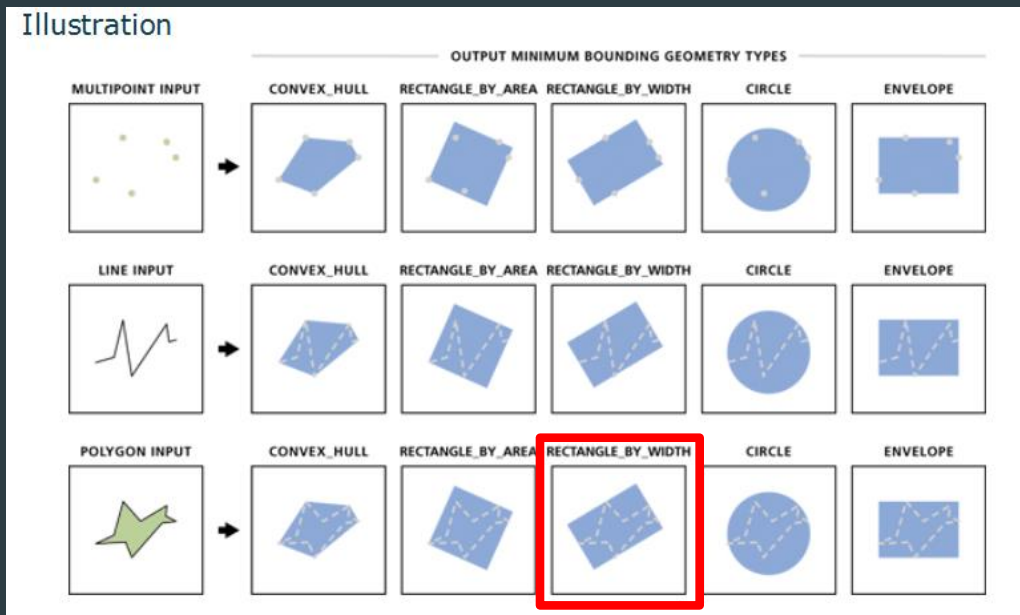 Illustration
OUTPUT MINIMUM BOUNDING GEOMETRY TYPES
MULTIPOINT INPUT CONVEX_HULL RECTANGLE_BY_AREA RECTANGLE_BY_WIDTH CIRCLE ENVELOPE
LINE INPUT CONVEX_HULL RECTANGLE_BY_AREA RECTANGLE_BY_WIDTH CIRCLE ENVELOPE
POLYGON INPUT CONVEX_HULL RECTANGLE_BY_AREA RECTANGLE_BY_WIDTH CIRCLE ENVELOPE